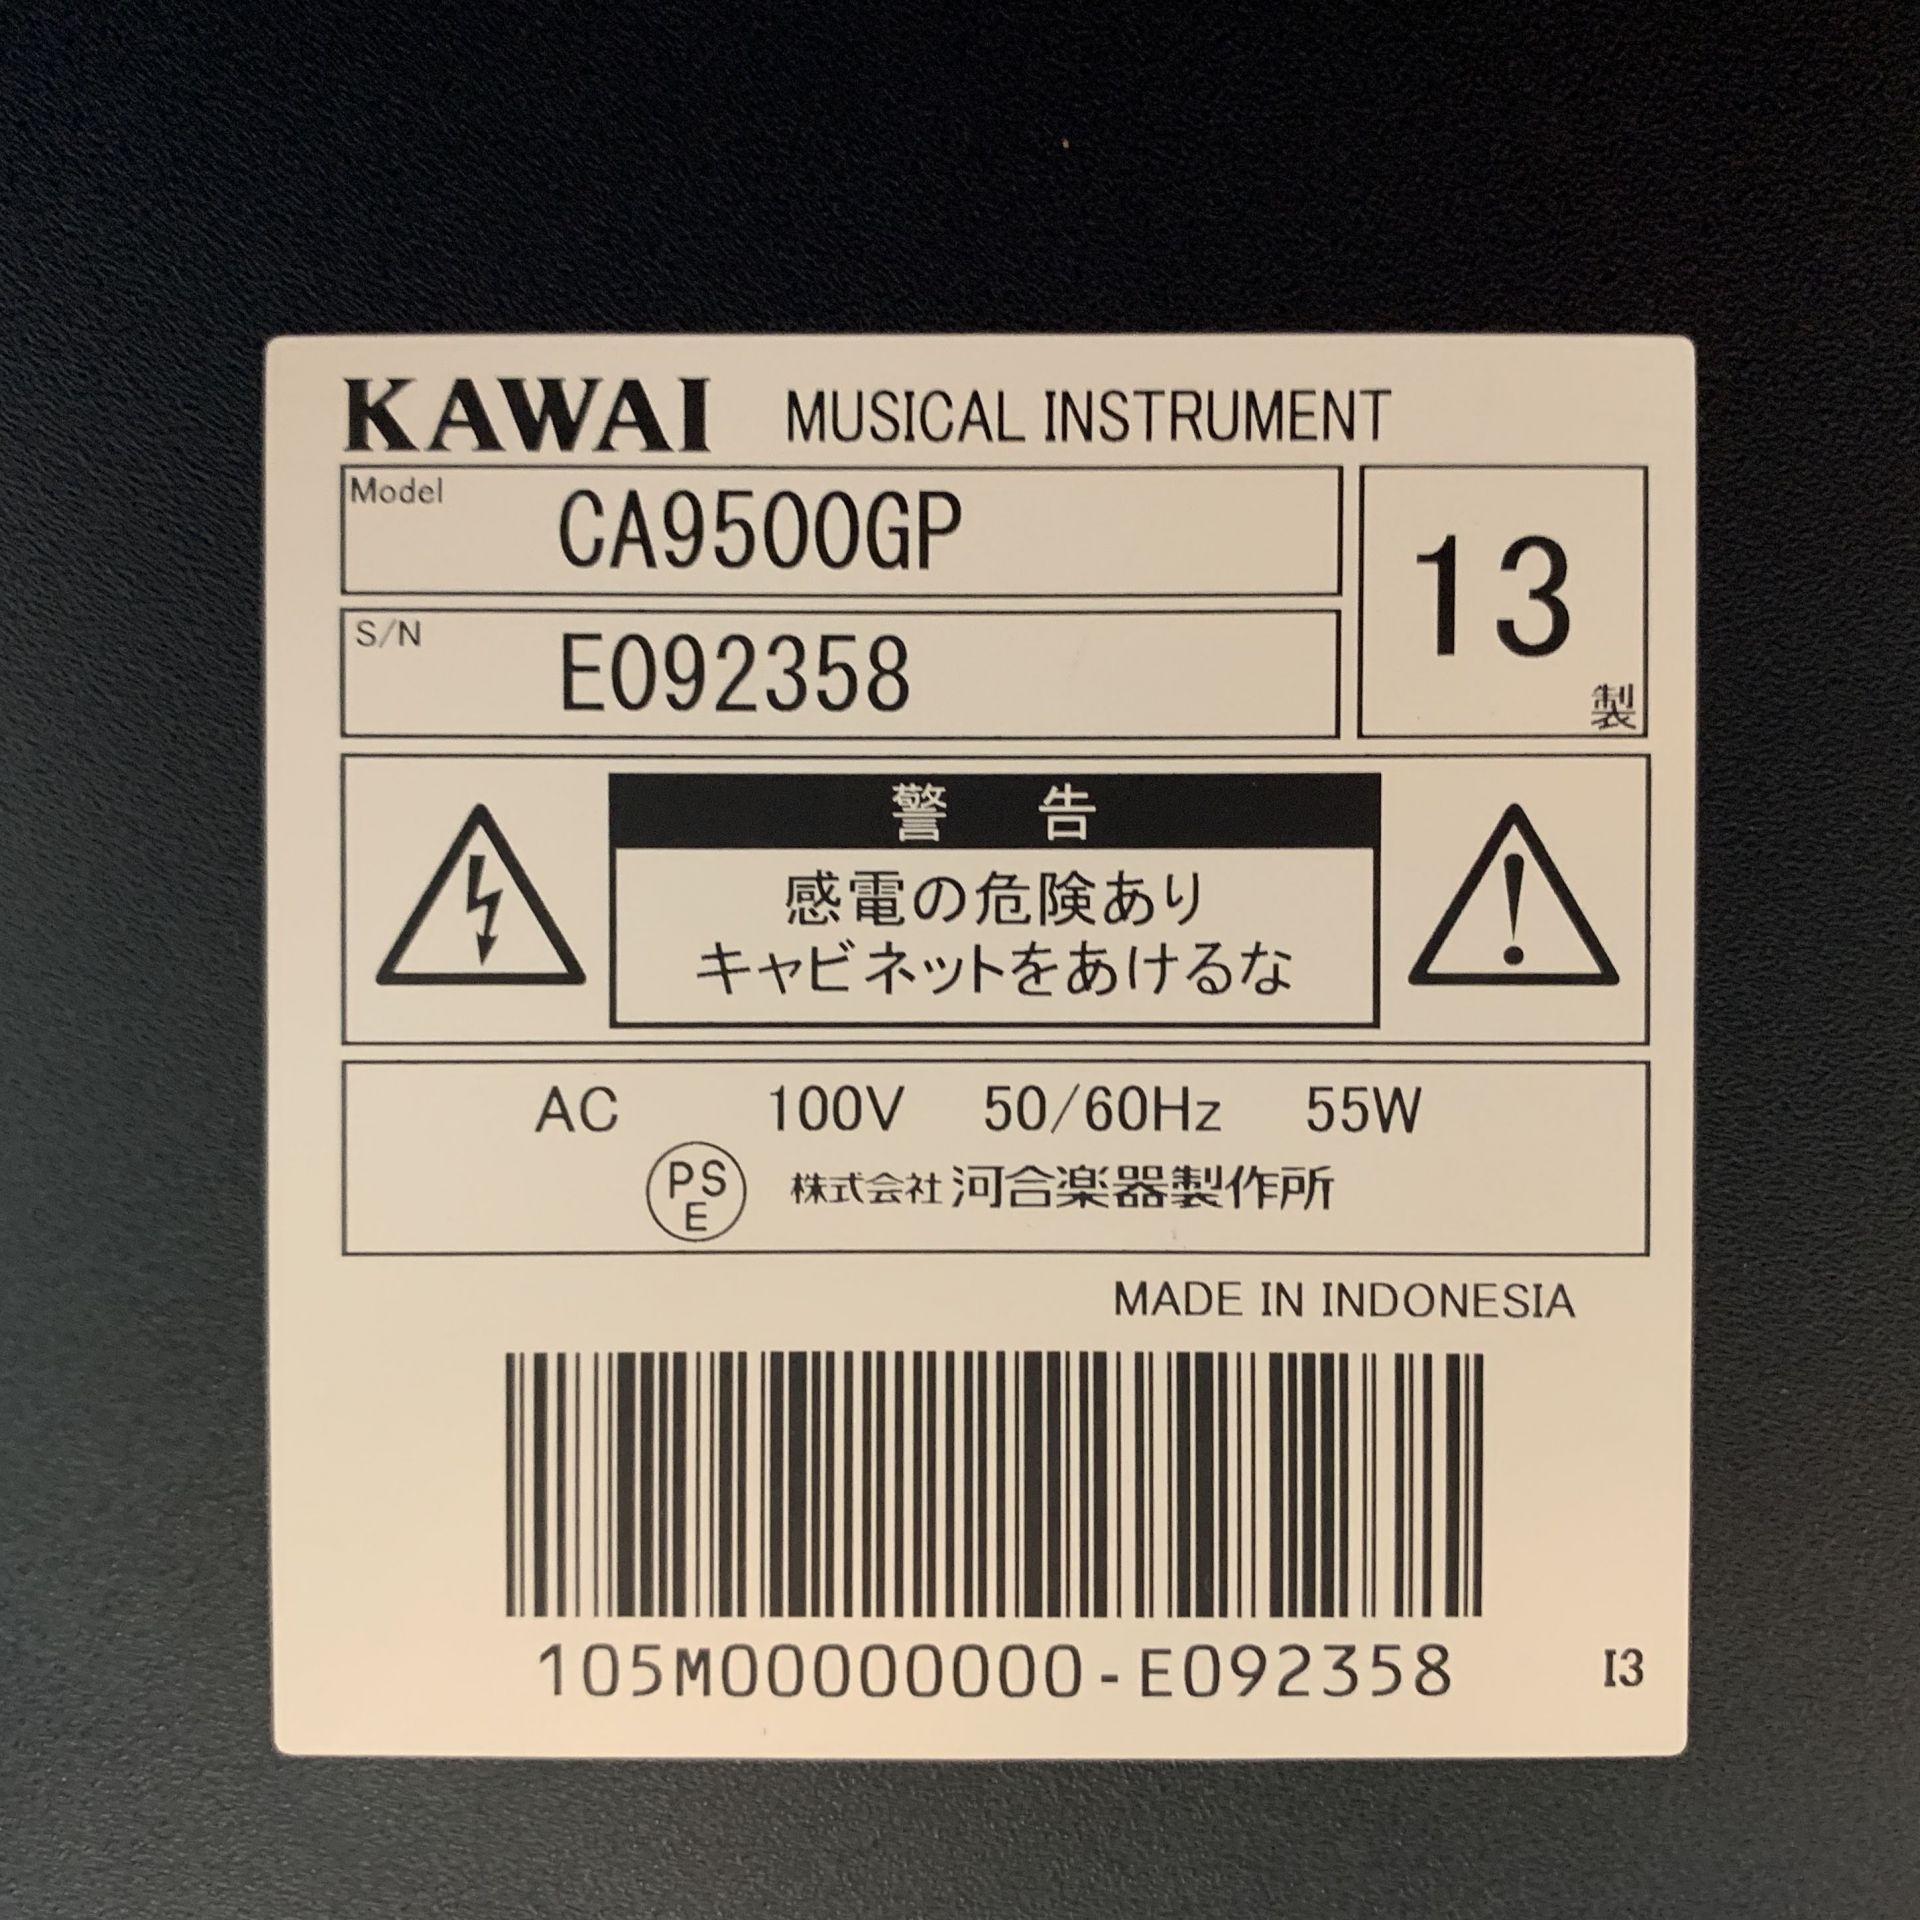 KAWAI MUSICAL INSTRUMENT
Model CA9500GP
S/N E092358
13製
警告
感電の危険あり
キャビネットをあけるな
AC 100V 50/60Hz 55W
PSE 株式会社 河合楽器製作所
MADE IN INDONESIA
105M00000000-E092358 I3